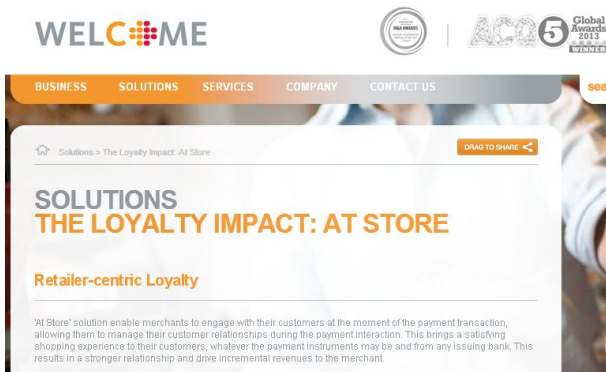 WELCOME
M&A AWARDS
ACQ5
Global
Awards
2013
WINNER
BUSINESS SOLUTIONS SERVICES COMPANY CONTACT US
sea
Solutions > The Loyalty Impact: At Store
DRAG TO SHARE
SOLUTIONS
THE LOYALTY IMPACT: AT STORE
Retailer-centric Loyalty
'At Store' solution enable merchants to engage with their customers at the moment of the payment transaction,
allowing them to manage their customer relationships during the payment interaction. This brings a satisfying
shopping experience to their customers, whatever the payment instruments may be and from any issuing bank. This
results in a stronger relationship and drive incremental revenues to the merchant.